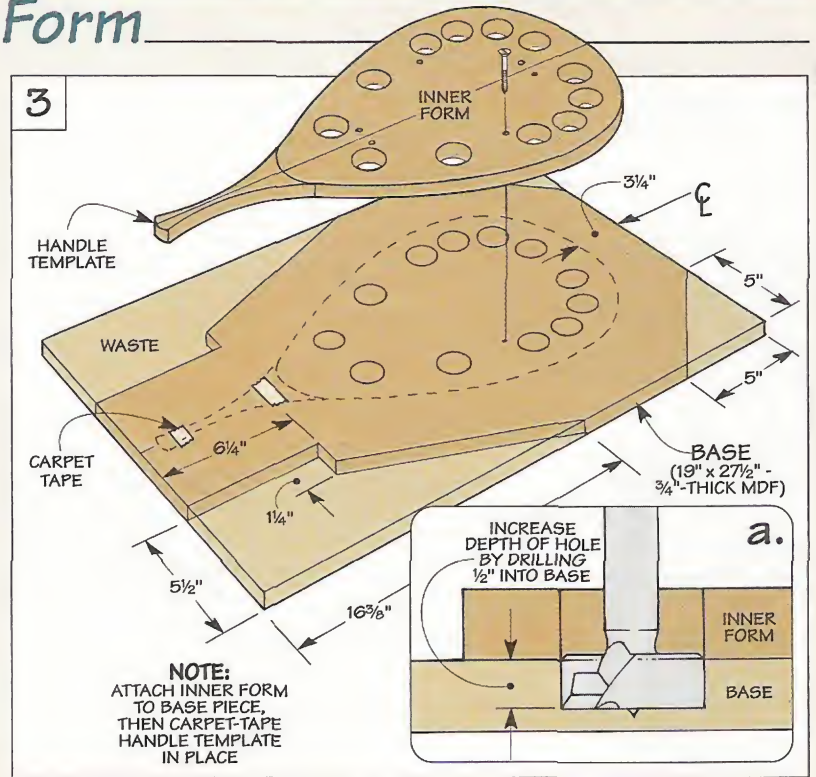 Form
3
INNER
FORM
3¼"
℄
HANDLE
TEMPLATE
5"
WASTE
5"
CARPET
TAPE
6¼"
BASE
(19" x 27½" -
¾"-THICK MDF)
1¼"
5½"
16⅜"
NOTE:
ATTACH INNER FORM
TO BASE PIECE,
THEN CARPET-TAPE
HANDLE TEMPLATE
IN PLACE
a.
INCREASE
DEPTH OF HOLE
BY DRILLING
½" INTO BASE
INNER
FORM
BASE